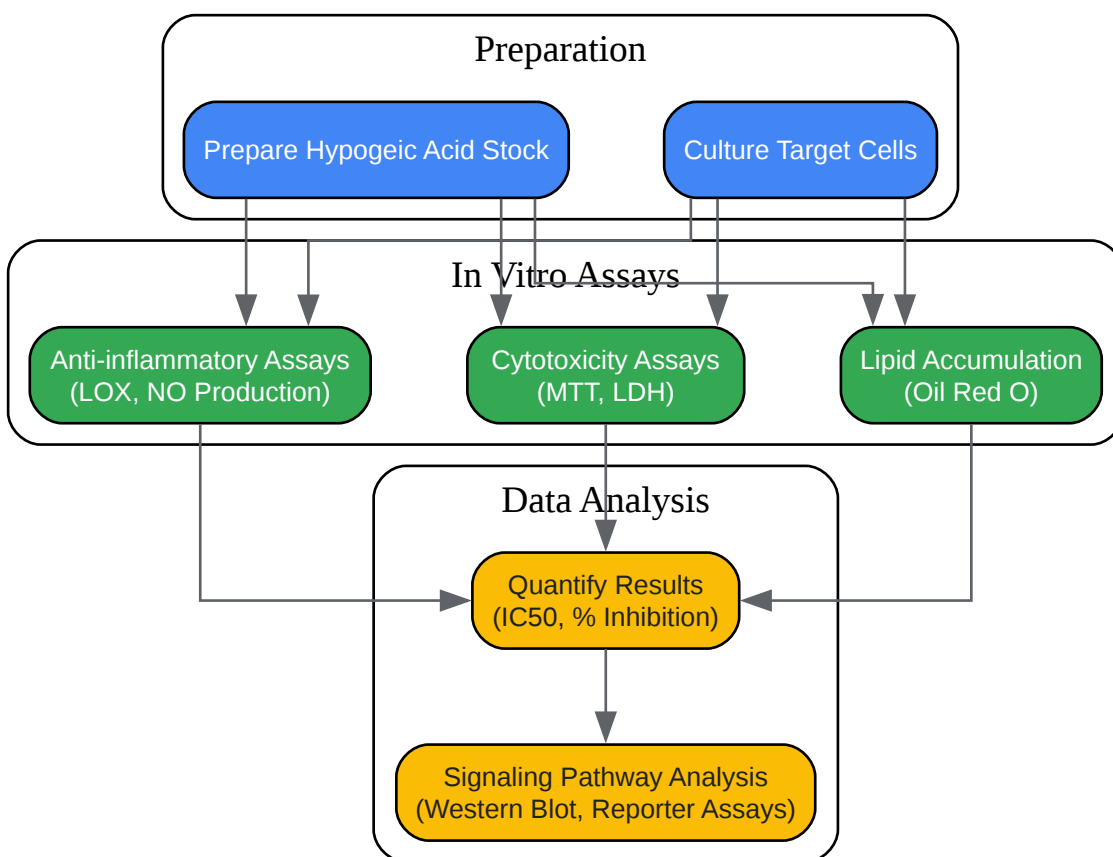 Preparation
Prepare Hypogeic Acid Stock
Culture Target Cells
In Vitro Assays
Anti-inflammatory Assays
(LOX, NO Production)
Cytotoxicity Assays
(MTT, LDH)
Lipid Accumulation
(Oil Red O)
Data Analysis
Quantify Results
(IC50, % Inhibition)
Signaling Pathway Analysis
(Western Blot, Reporter Assays)